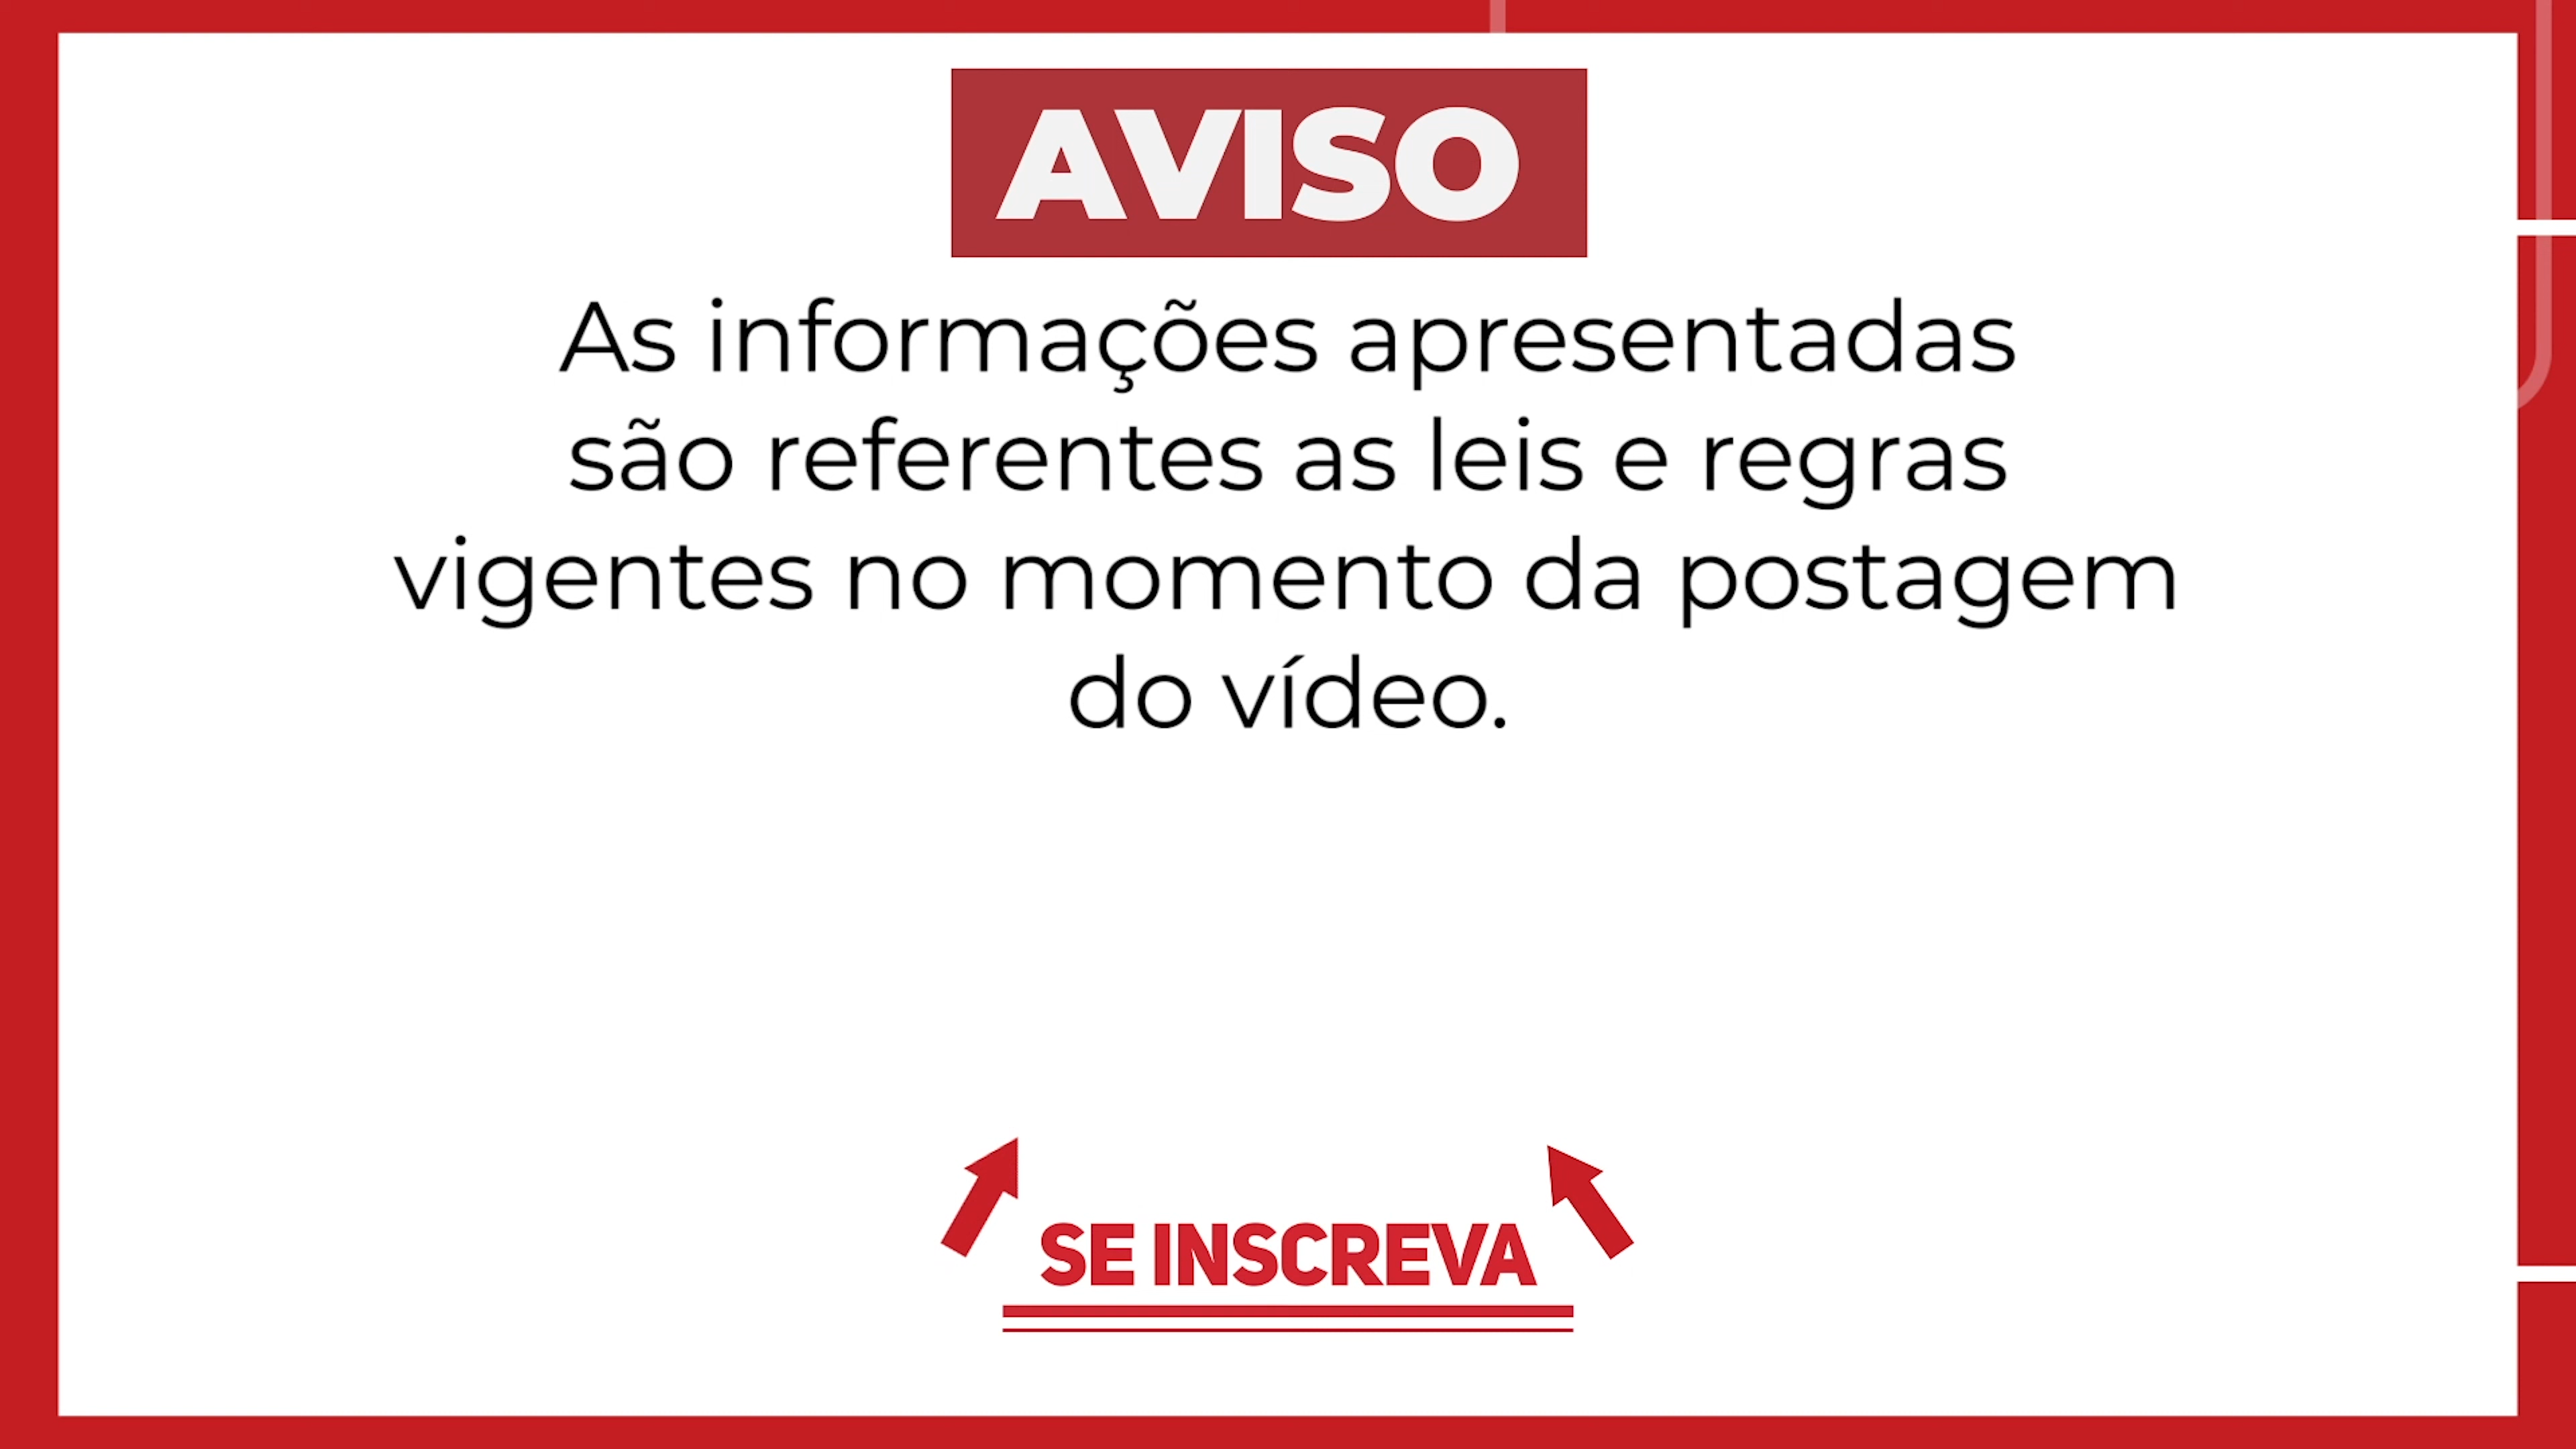 AVISO
As informações apresentadas
são referentes as leis e regras
vigentes no momento da postagem
do vídeo.
SE INSCREVA